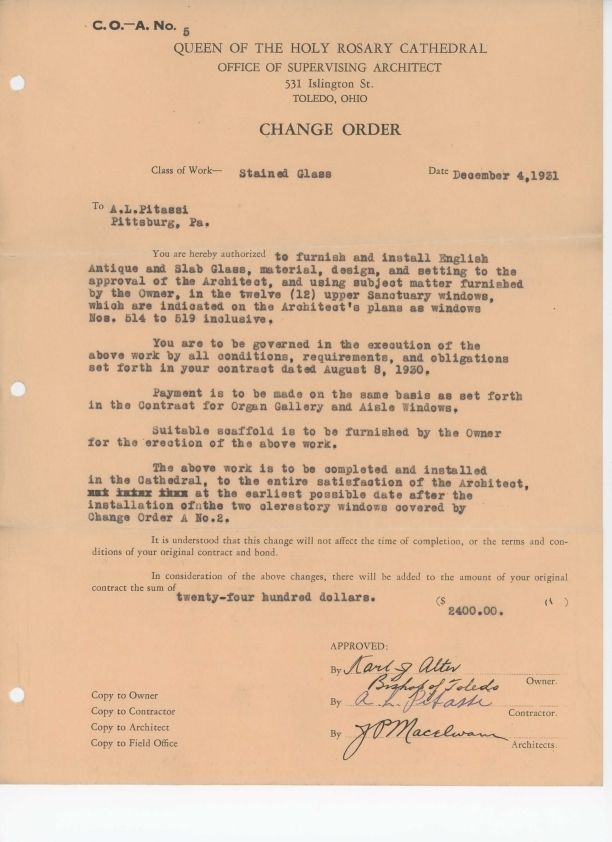 C.O.—A. No. 5
QUEEN OF THE HOLY ROSARY CATHEDRAL
OFFICE OF SUPERVISING ARCHITECT
531 Islington St.
TOLEDO, OHIO
CHANGE ORDER
Class of Work— Stained Glass Date December 4,1931
To A.L.Pitassi
Pittsburg, Pa.
You are hereby authorized to furnish and install English
Antique and Slab Glass, material, design, and setting to the
approval of the Architect, and using subject matter furnished
by the Owner, in the twelve (12) upper Sanctuary windows,
which are indicated on the Architect's plans as windows
Nos. 514 to 519 inclusive.
You are to be governed in the execution of the
above work by all conditions, requirements, and obligations
set forth in your contract dated August 8, 1930.
Payment is to be made on the same basis as set forth
in the Contract for Organ Gallery and Aisle Windows.
Suitable scaffold is to be furnished by the Owner
for the erection of the above work.
The above work is to be completed and installed
in the Cathedral, to the entire satisfaction of the Architect,
not later than at the earliest possible date after the
installation of the two clerestory windows covered by
Change Order A No.2.
It is understood that this change will not affect the time of completion, or the terms and con-
ditions of your original contract and bond.
In consideration of the above changes, there will be added to the amount of your original
contract the sum of twenty-four hundred dollars. ($ 2400.00. )
APPROVED:
By Karl J Alter
Bishop of Toledo Owner.
Copy to Owner
By A. L. Pitassi
Copy to Contractor Contractor.
Copy to Architect
By J P Macelwane
Copy to Field Office Architects.